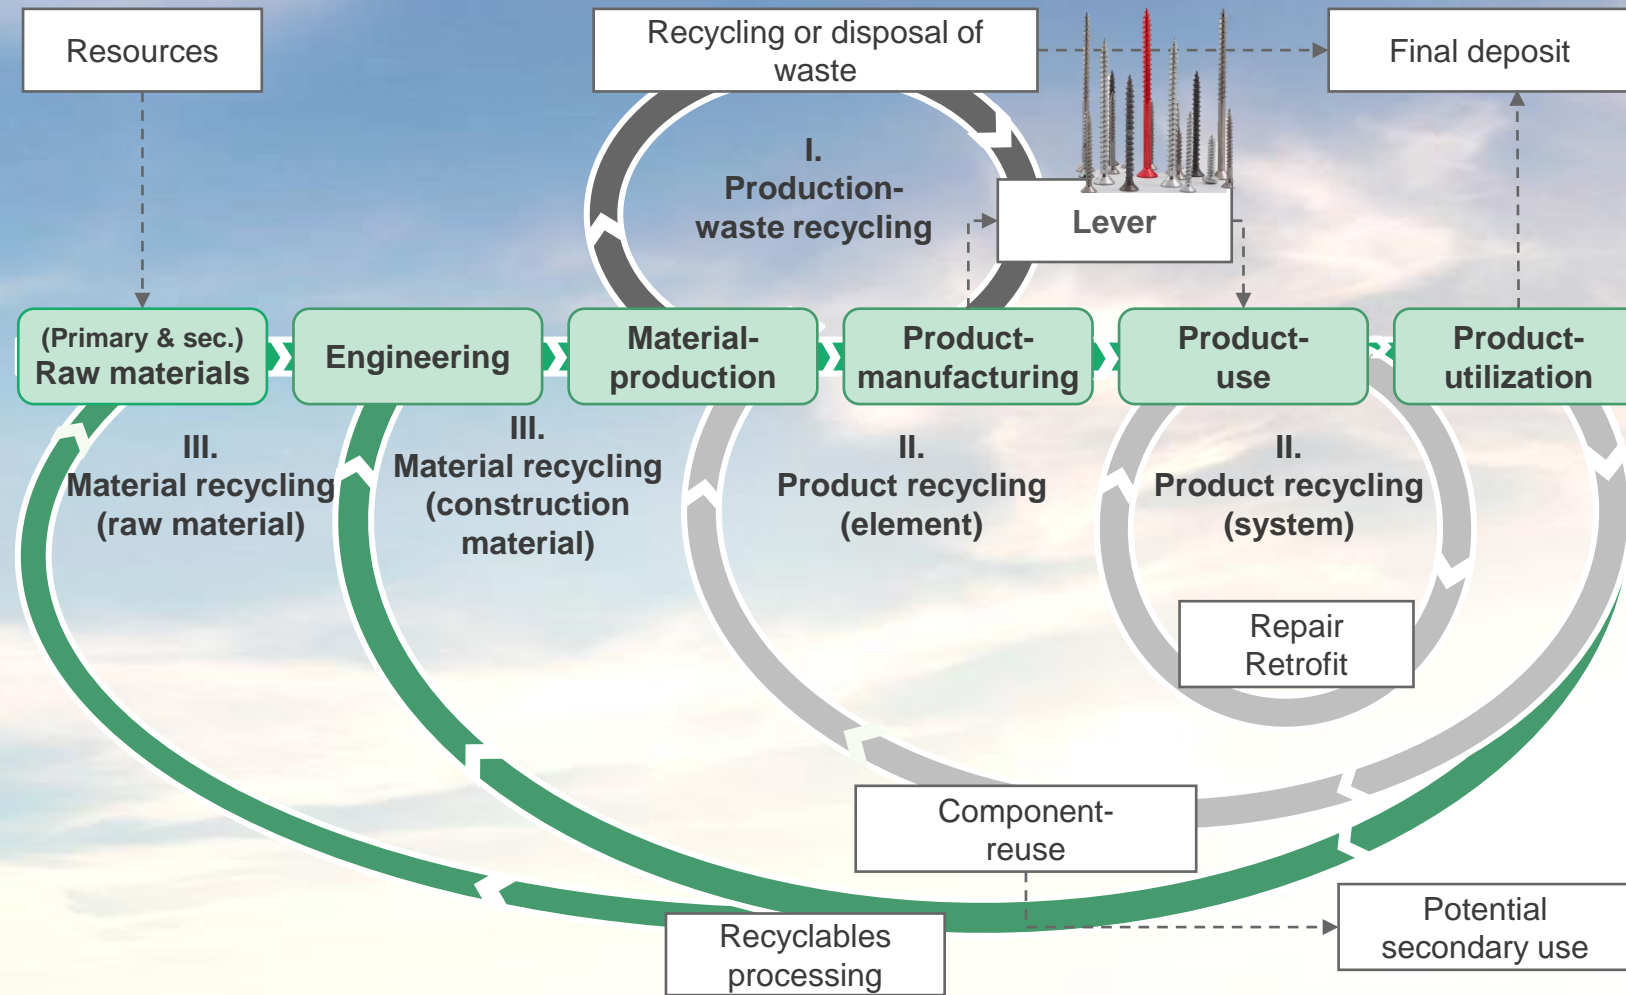 Resources
Recycling or disposal of
waste
Final deposit
I.
Production-
waste recycling
Lever
(Primary & sec.)
Raw materials
Engineering
Material-
production
Product-
manufacturing
Product-
use
Product-
utilization
III.
Material recycling
(raw material)
III.
Material recycling
(construction
material)
II.
Product recycling
(element)
II.
Product recycling
(system)
Repair
Retrofit
Component-
reuse
Recyclables
processing
Potential
secondary use